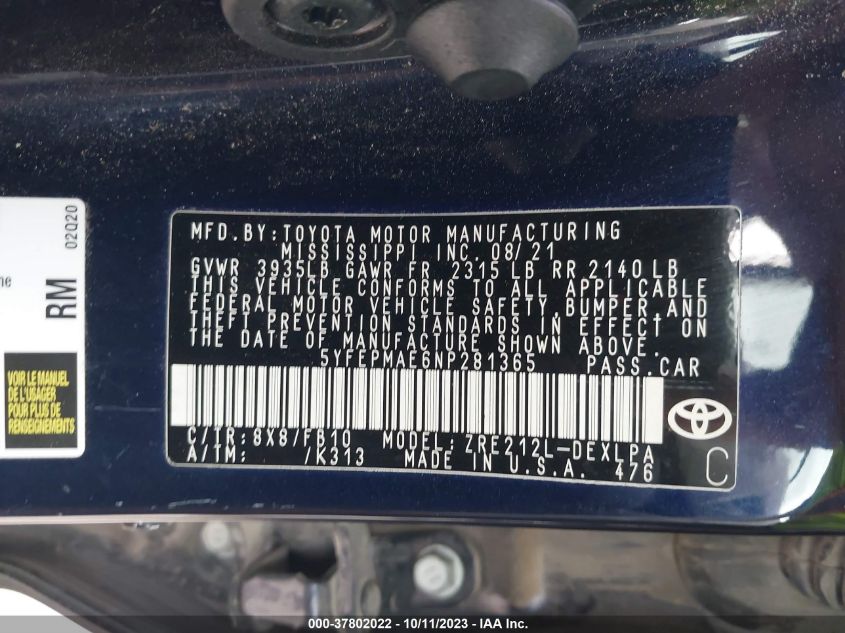 MFD.BY:TOYOTA MOTOR MANUFACTURING
MISSISSIPPI INC. 08/21
GVWR 3935LB GAWR FR 2315 LB RR 2140 LB
THIS VEHICLE CONFORMS TO ALL APPLICABLE
FEDERAL MOTOR VEHICLE SAFETY,BUMPER,AND
THEFT PREVENTION STANDARDS IN EFFECT ON
THE DATE OF MANUFACTURE SHOWN ABOVE.
5YFEPMAE6NP281365 PASS.CAR
C/TR:8X8/FB10 MODEL:ZRE212L-DEXLPA
A/TM: /K313 MADE IN U.S.A. 476
C
02020
RM
VOIR LE MANUEL
DE L'USAGER
POUR PLUS DE
RENSEIGNEMENTS
000-37802022 - 10/11/2023 - © IAA, Inc.